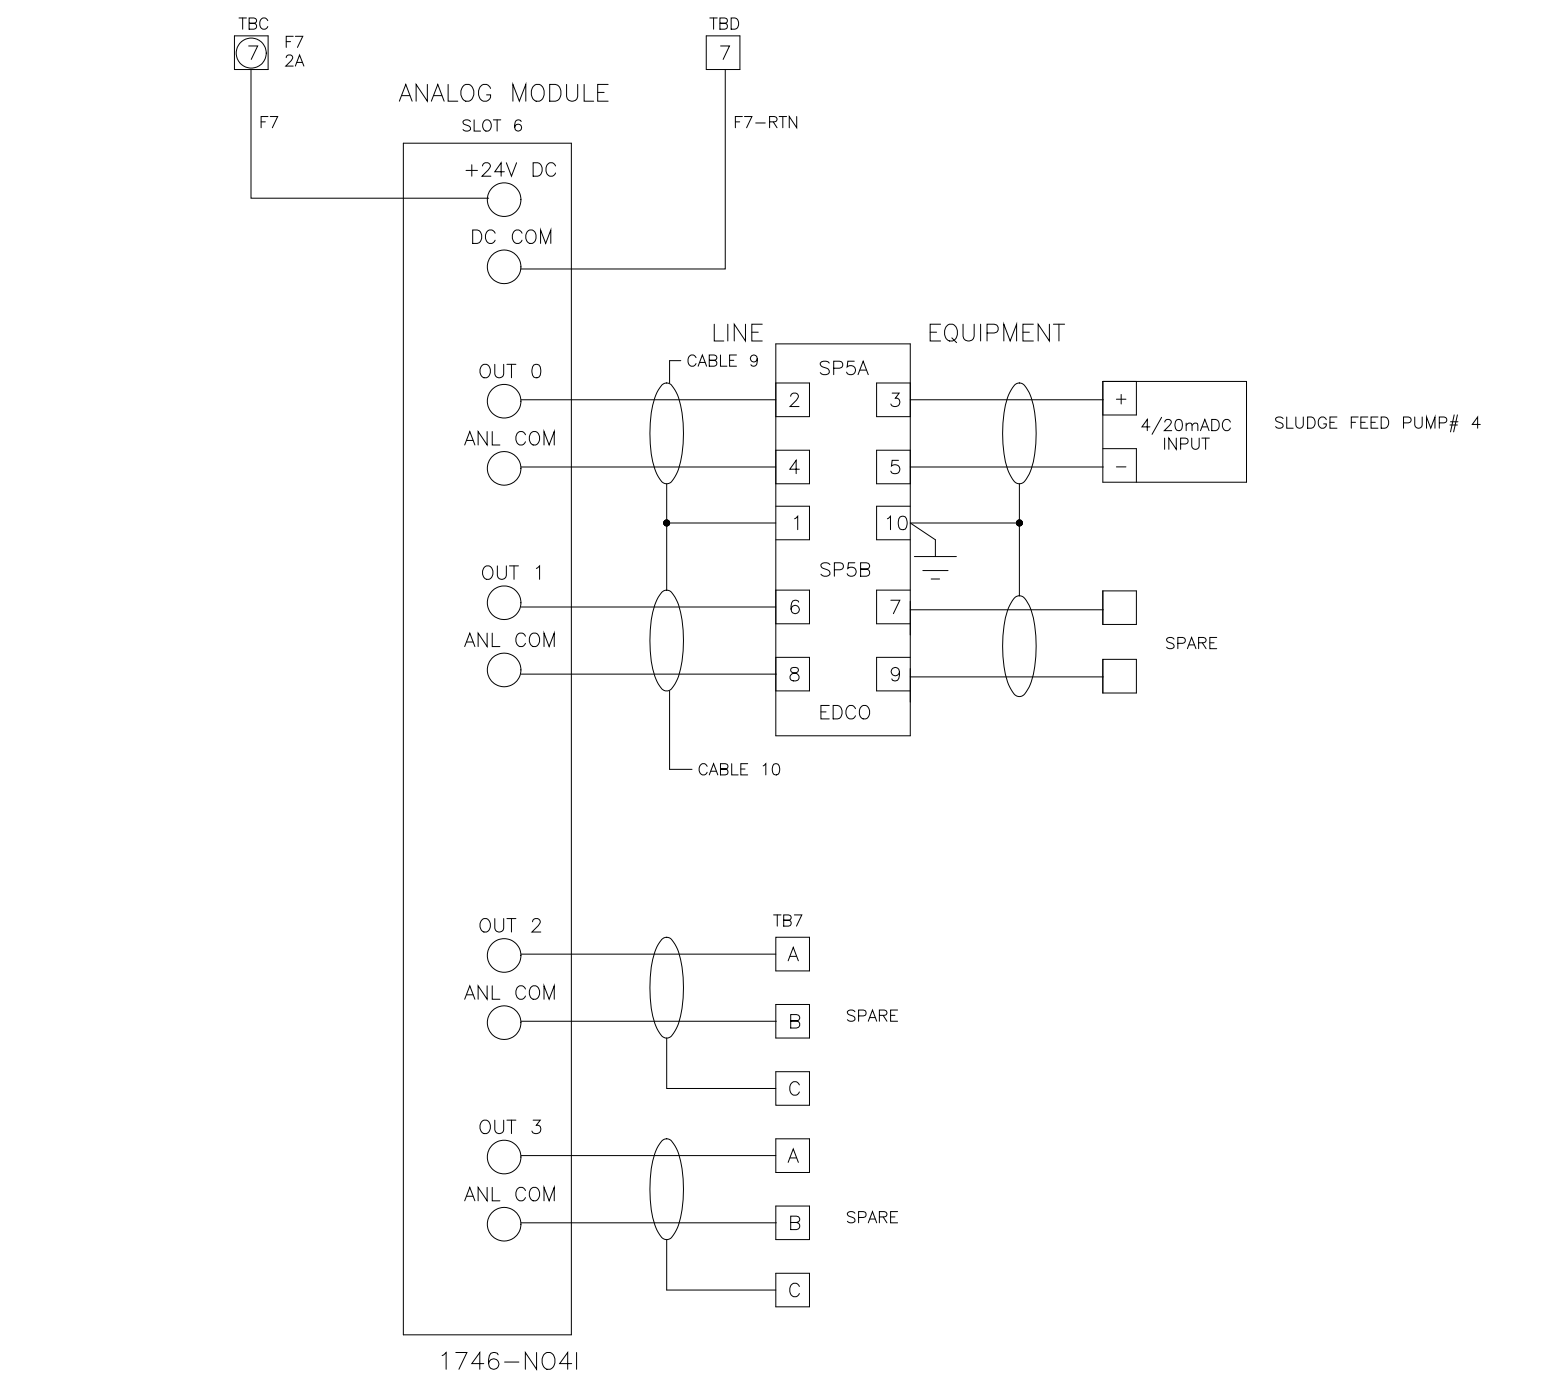 TBC
7
F7
2A
TBD
7
ANALOG MODULE
F7
SLOT 6
F7-RTN
+24V DC
DC COM
LINE
EQUIPMENT
CABLE 9
SP5A
OUT 0
2
3
+
4/20mADC
INPUT
SLUDGE FEED PUMP# 4
ANL COM
4
5
-
1
10
OUT 1
SP5B
6
7
ANL COM
SPARE
8
9
EDCO
CABLE 10
OUT 2
TB7
A
ANL COM
B
SPARE
C
OUT 3
A
ANL COM
B
SPARE
C
1746-NO4I